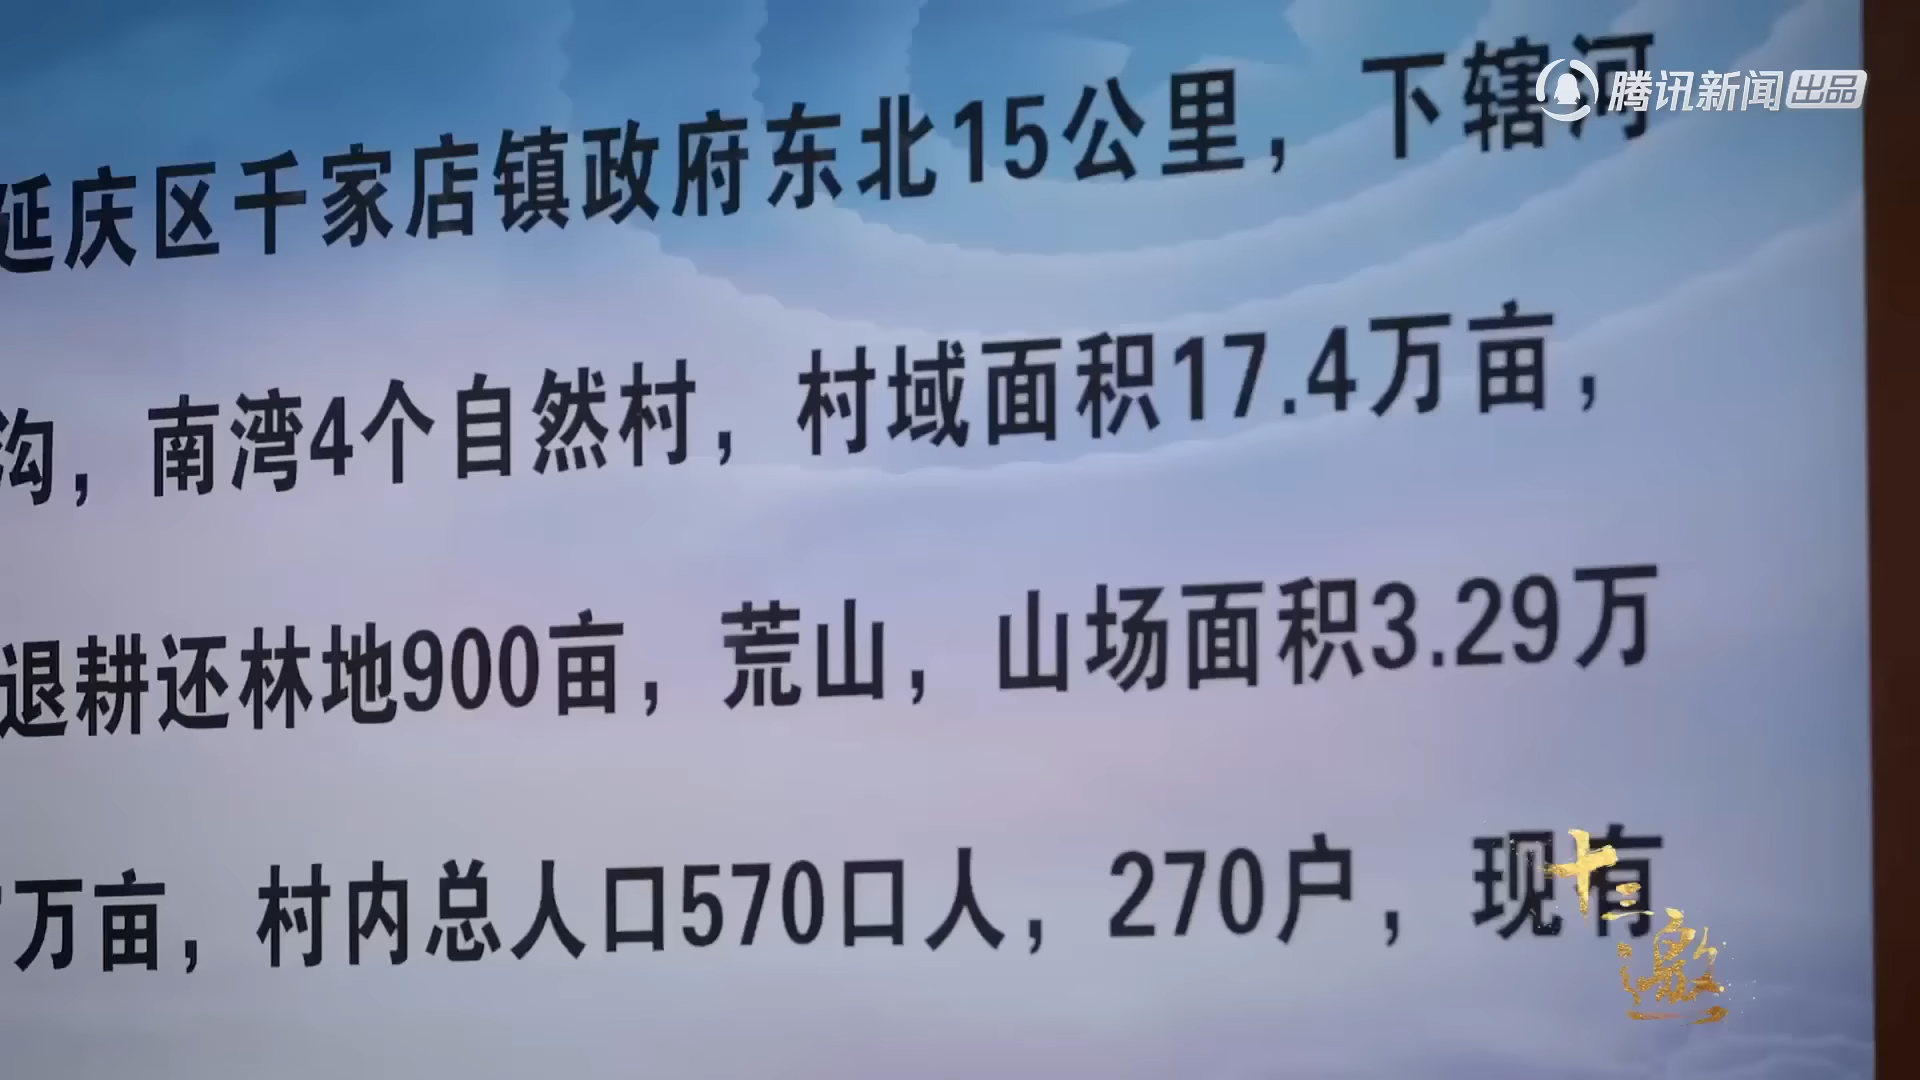 腾讯新闻出品
延庆区千家店镇政府东北15公里，下辖河
沟，南湾4个自然村，村域面积17.4万亩，
退耕还林地900亩，荒山，山场面积3.29万
万亩，村内总人口570口人，270户，现有
十三邀